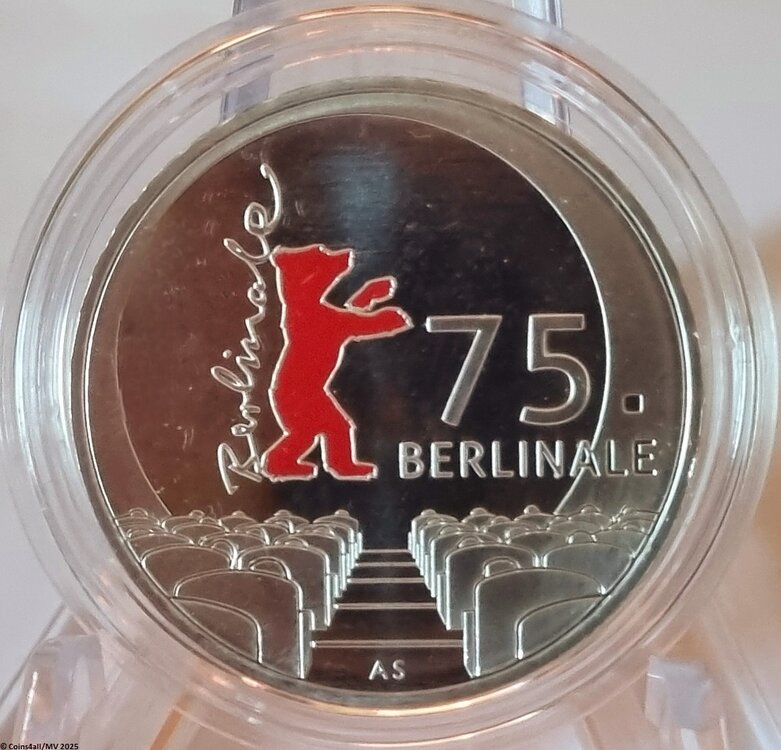 Berlinale
75.
BERLINALE
AS
© Coins4all/MV 2025